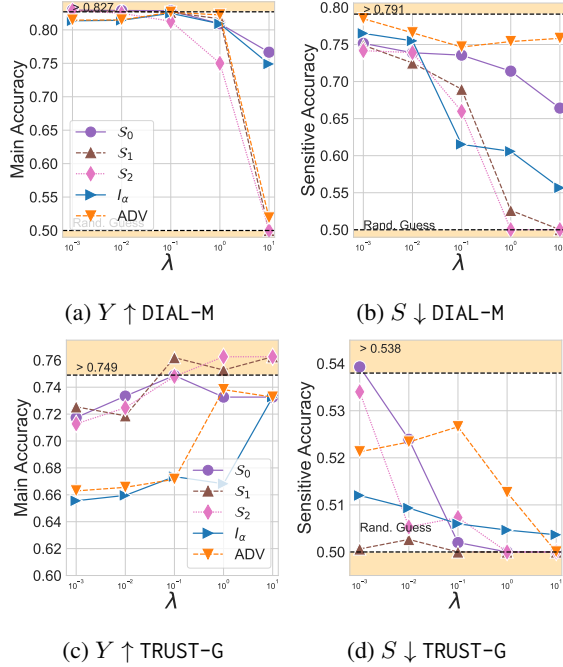 Main Accuracy
0.80
0.75
0.70
0.65
0.60
0.55
0.50
> 0.827
S0
S1
S2
Iα
ADV
Rand. Guess
10⁻³ 10⁻² 10⁻¹ 10⁰ 10¹
λ
(a) Y ↑ DIAL-M
Sensitive Accuracy
0.80
0.75
0.70
0.65
0.60
0.55
0.50
> 0.791
Rand. Guess
10⁻³ 10⁻² 10⁻¹ 10⁰ 10¹
λ
(b) S ↓ DIAL-M
Main Accuracy
0.76
0.74
0.72
0.70
0.68
0.66
0.64
0.62
0.60
> 0.749
S0
S1
S2
Iα
ADV
10⁻³ 10⁻² 10⁻¹ 10⁰ 10¹
λ
(c) Y ↑ TRUST-G
Sensitive Accuracy
0.54
0.53
0.52
0.51
0.50
> 0.538
Rand. Guess
10⁻³ 10⁻² 10⁻¹ 10⁰ 10¹
λ
(d) S ↓ TRUST-G